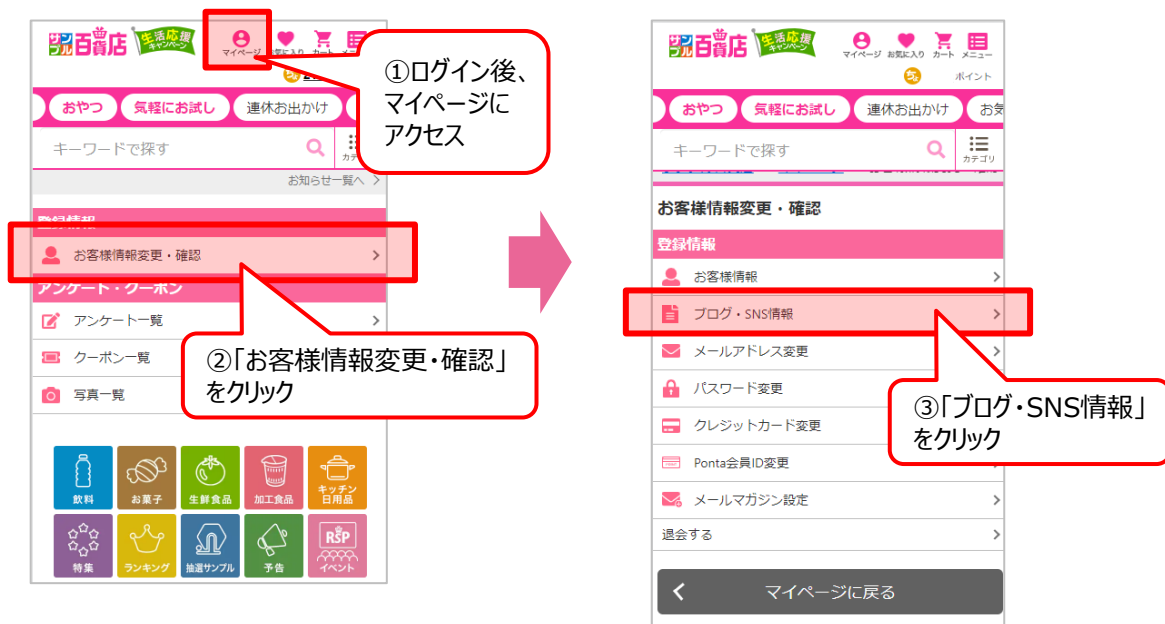 サンプル百貨店
生活応援
キャンペーン
マイページ お気に入り カート メニュー
おやつ 気軽にお試し 連休お出かけ
キーワードで探す
お知らせ一覧へ
登録情報
お客様情報変更・確認
アンケート・クーポン
アンケート一覧
クーポン一覧
写真一覧
飲料 お菓子 生鮮食品 加工食品 キッチン
日用品
特集 ランキング 抽選サンプル 予告 RSP
イベント
①ログイン後、
マイページに
アクセス
②「お客様情報変更・確認」
をクリック
サンプル百貨店
生活応援
キャンペーン
マイページ お気に入り カート メニュー
ポイント
おやつ 気軽にお試し 連休お出かけ お気
キーワードで探す
カテゴリ
お客様情報変更・確認
登録情報
お客様情報
ブログ・SNS情報
メールアドレス変更
パスワード変更
クレジットカード変更
Ponta会員ID変更
メールマガジン設定
退会する
マイページに戻る
③「ブログ・SNS情報」
をクリック